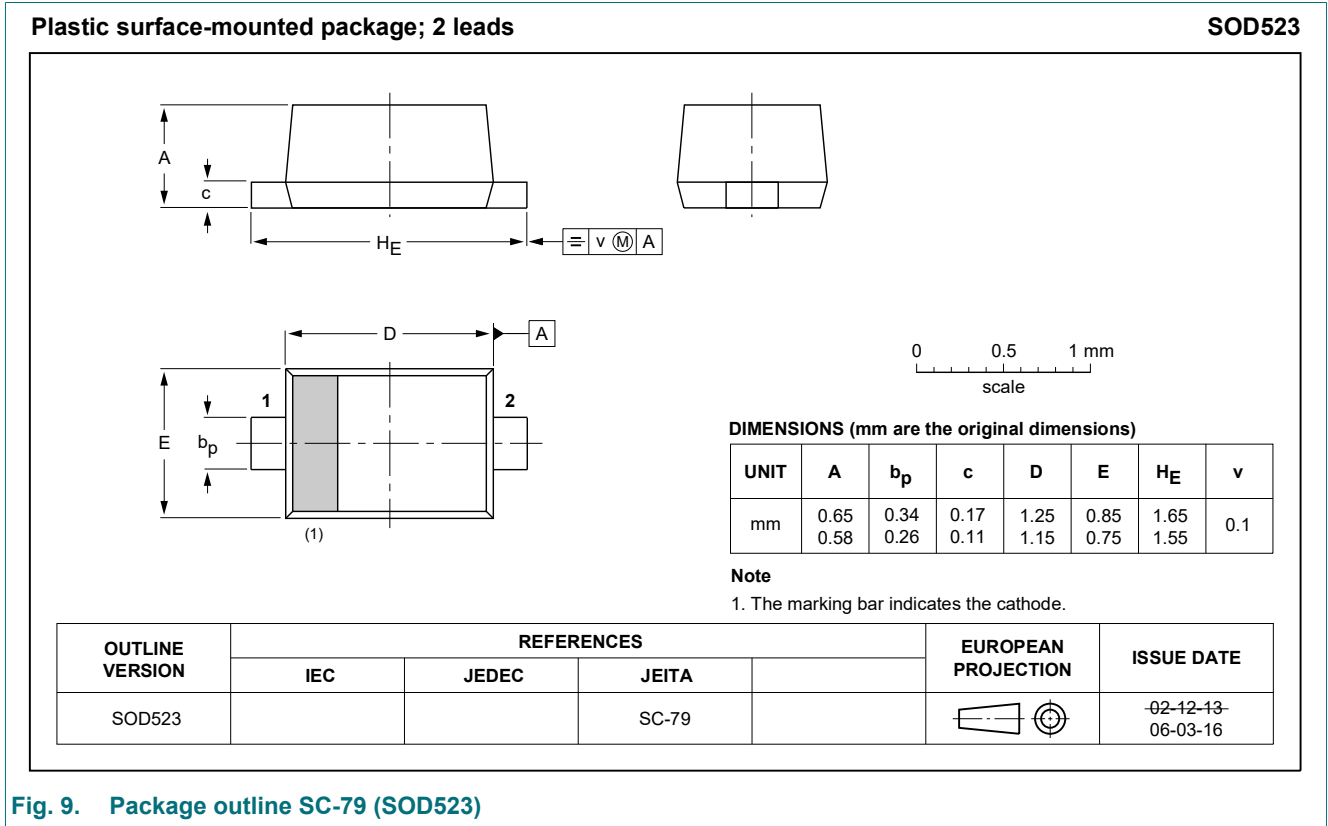 Plastic surface-mounted package; 2 leads SOD523
A
c
HE
= v Ⓜ A
D
A
E
bp
1
2
(1)
0 0.5 1 mm
scale
DIMENSIONS (mm are the original dimensions)
UNIT A bp c D E HE v
mm 0.65 0.34 0.17 1.25 0.85 1.65 0.1
0.58 0.26 0.11 1.15 0.75 1.55
Note
1. The marking bar indicates the cathode.
OUTLINE VERSION REFERENCES EUROPEAN PROJECTION ISSUE DATE
IEC JEDEC JEITA
SOD523 SC-79 02-12-13
06-03-16
Fig. 9. Package outline SC-79 (SOD523)